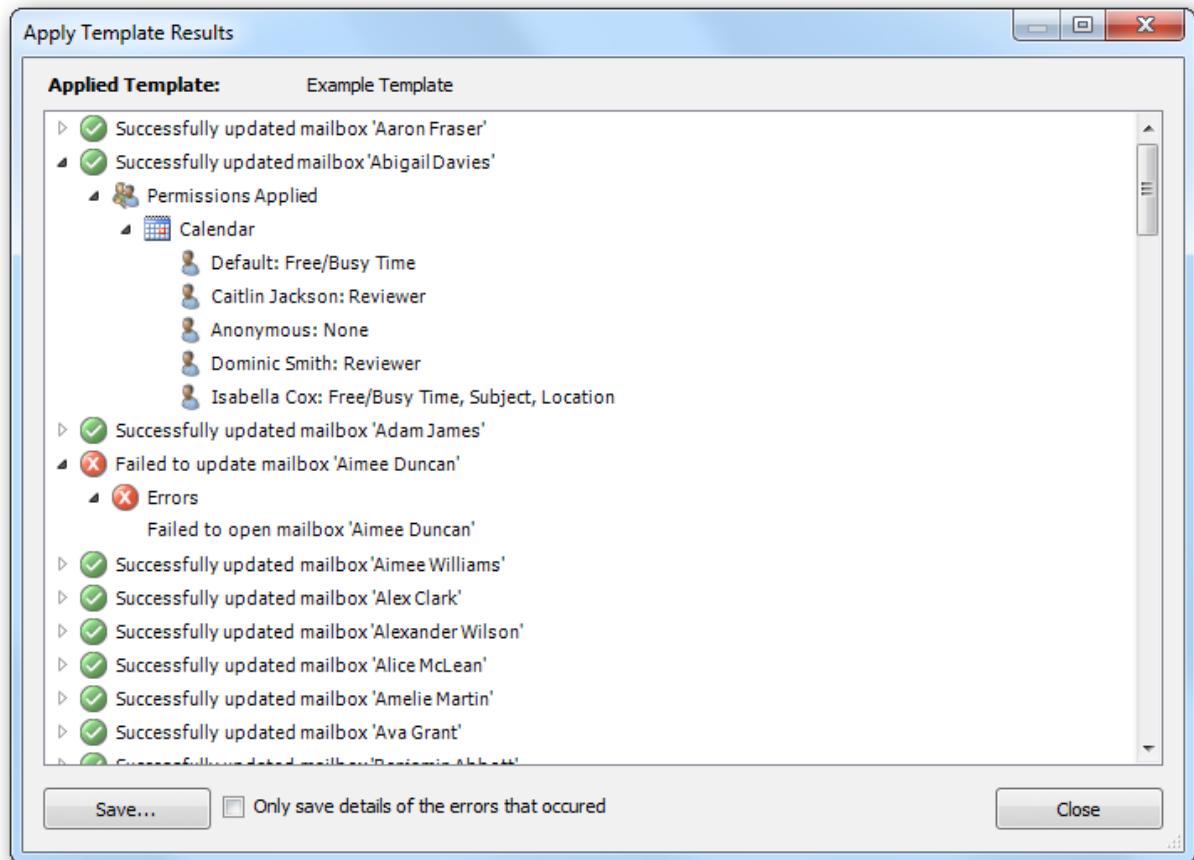 Apply Template Results
Applied Template: Example Template
Successfully updated mailbox 'Aaron Fraser'
Successfully updated mailbox 'Abigail Davies'
Permissions Applied
Calendar
Default: Free/Busy Time
Caitlin Jackson: Reviewer
Anonymous: None
Dominic Smith: Reviewer
Isabella Cox: Free/Busy Time, Subject, Location
Successfully updated mailbox 'Adam James'
Failed to update mailbox 'Aimee Duncan'
Errors
Failed to open mailbox 'Aimee Duncan'
Successfully updated mailbox 'Aimee Williams'
Successfully updated mailbox 'Alex Clark'
Successfully updated mailbox 'Alexander Wilson'
Successfully updated mailbox 'Alice McLean'
Successfully updated mailbox 'Amelie Martin'
Successfully updated mailbox 'Ava Grant'
Successfully updated mailbox 'Benjamin Abbott'
Save... Only save details of the errors that occured Close